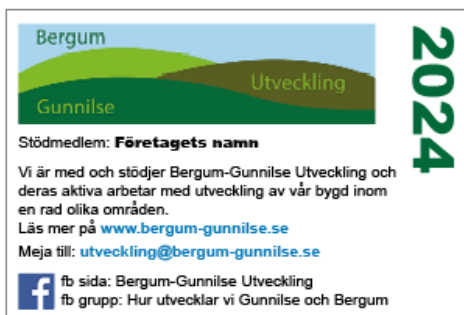 Bergum
Utveckling
Gunnilse
2024
Stödmedlem: Företagets namn
Vi är med och stödjer Bergum-Gunnilse Utveckling och
deras aktiva arbetar med utveckling av vår bygd inom
en rad olika områden.
Läs mer på www.bergum-gunnilse.se
Meja till: utveckling@bergum-gunnilse.se
fb sida: Bergum-Gunnilse Utveckling
fb grupp: Hur utvecklar vi Gunnilse och Bergum